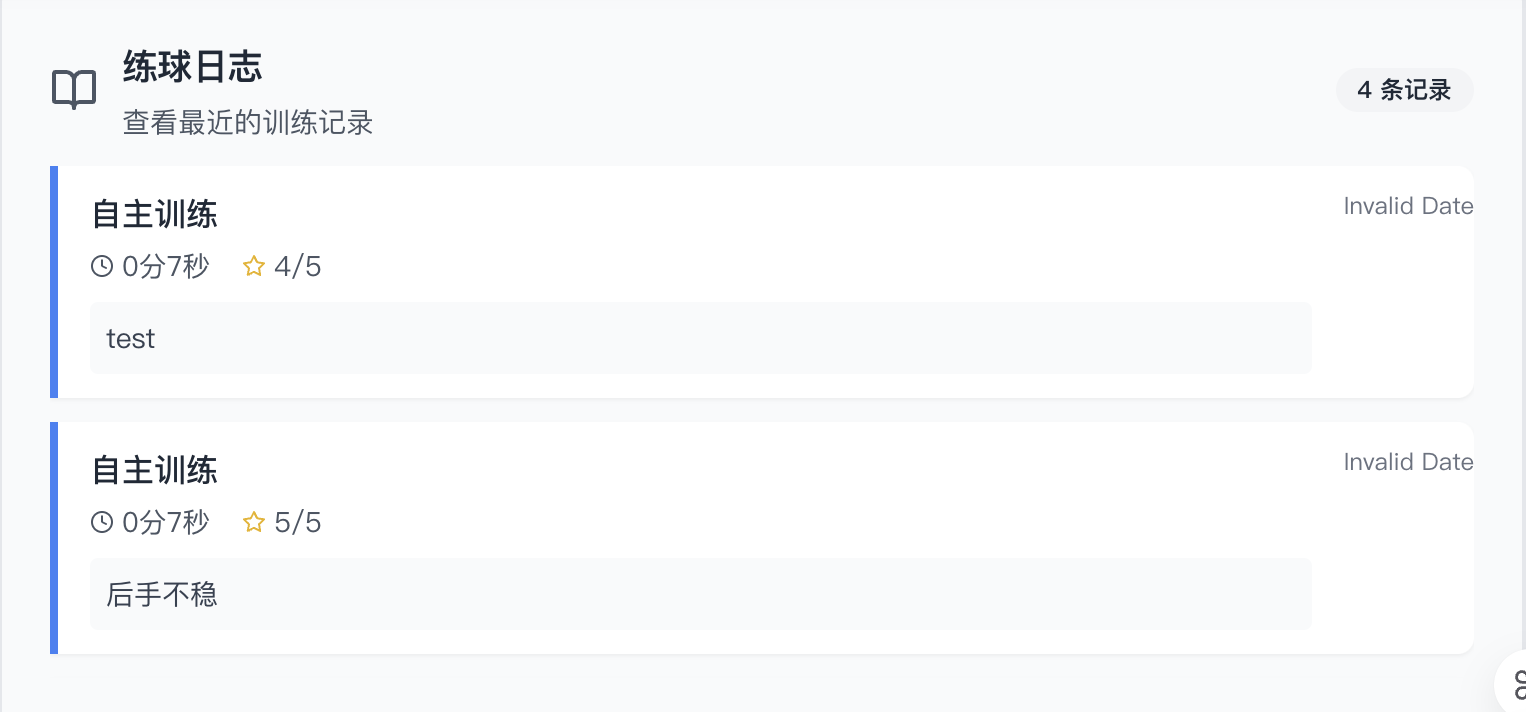 练球日志
查看最近的训练记录
4 条记录
自主训练
Invalid Date
0分7秒 4/5
test
自主训练
Invalid Date
0分7秒 5/5
后手不稳